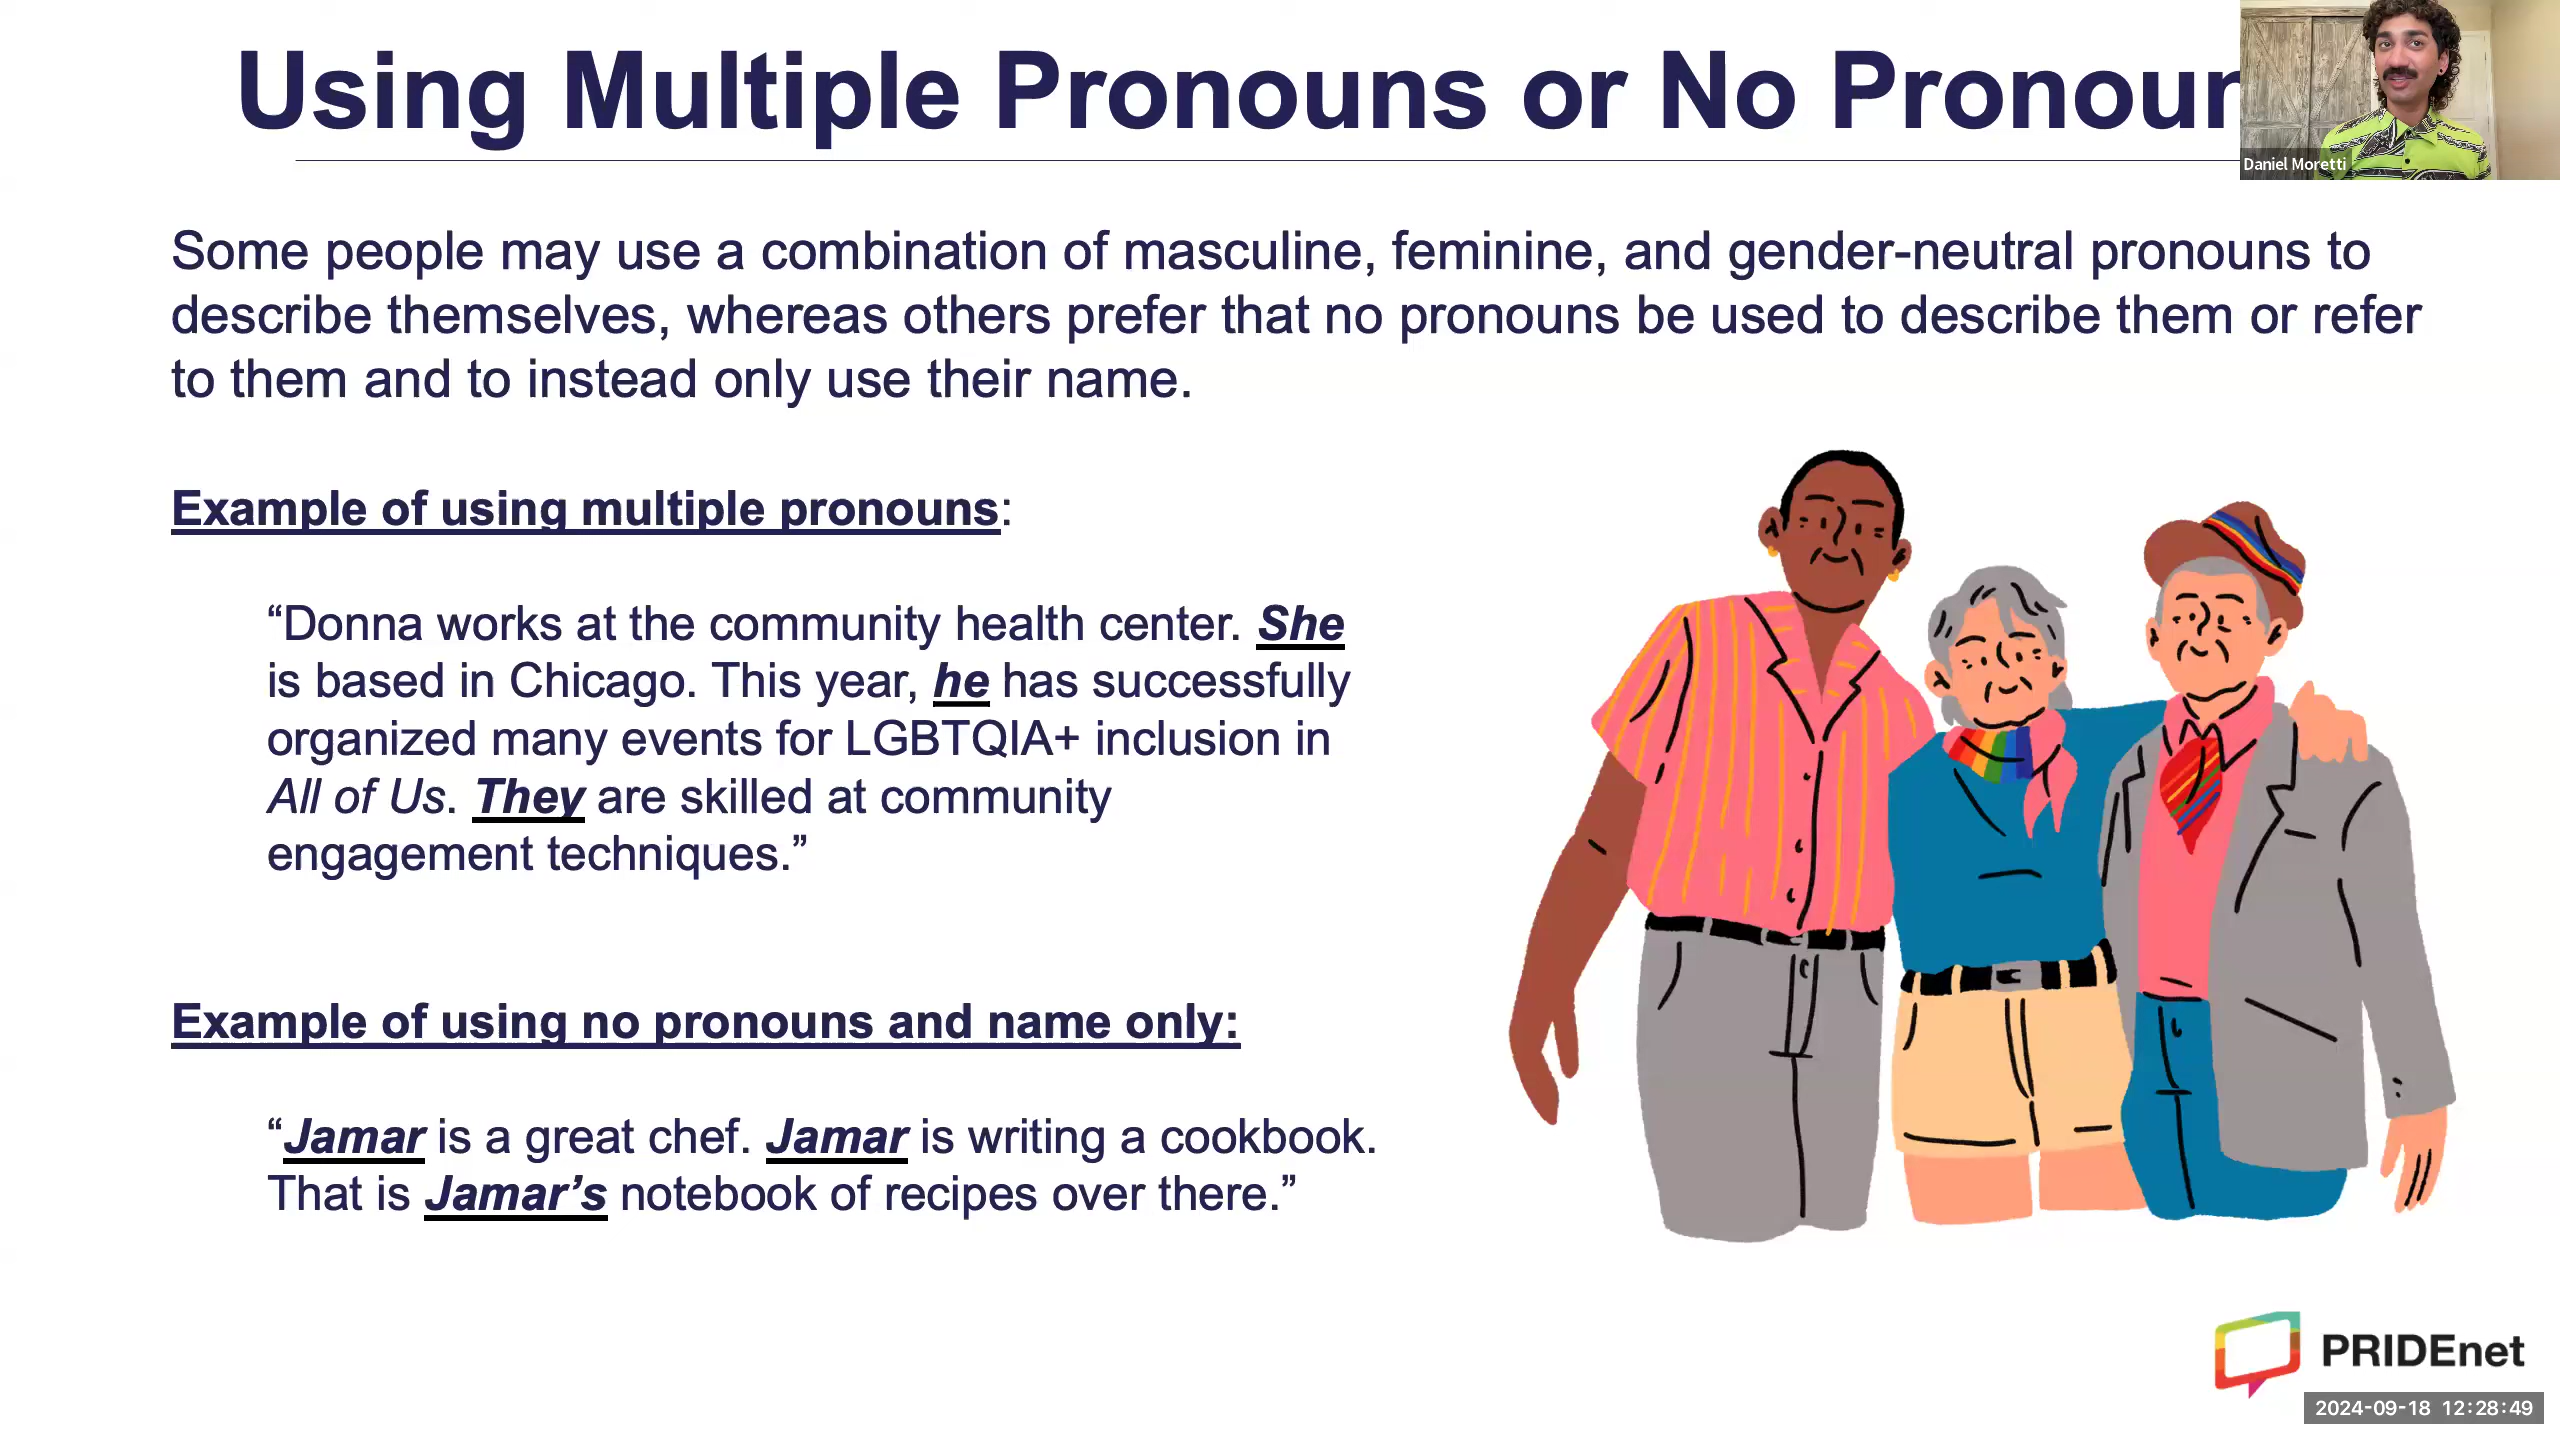 Using Multiple Pronouns or No Pronoun
Daniel Moretti
Some people may use a combination of masculine, feminine, and gender-neutral pronouns to
describe themselves, whereas others prefer that no pronouns be used to describe them or refer
to them and to instead only use their name.
Example of using multiple pronouns:
“Donna works at the community health center. She
is based in Chicago. This year, he has successfully
organized many events for LGBTQIA+ inclusion in
All of Us. They are skilled at community
engagement techniques.”
Example of using no pronouns and name only:
“Jamar is a great chef. Jamar is writing a cookbook.
That is Jamar’s notebook of recipes over there.”
PRIDEnet
2024-09-18 12:28:49